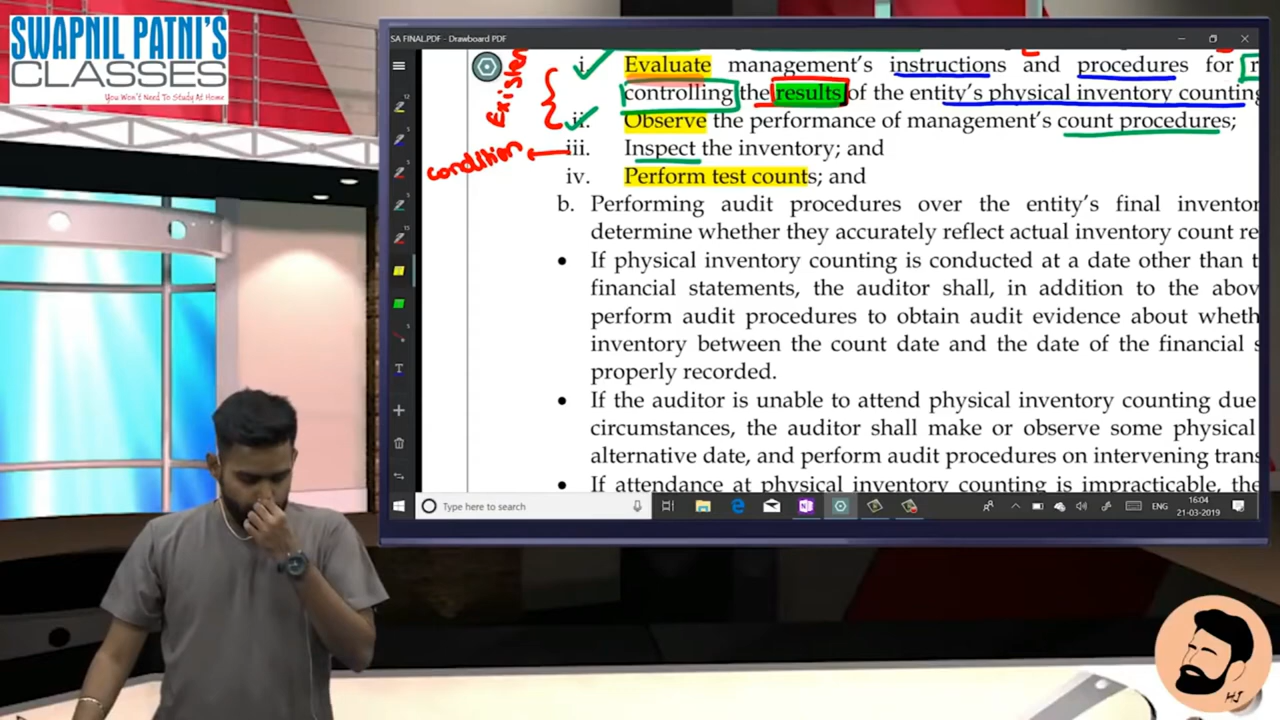 SWAPNIL PATNI'S
CLASSES
You Won't Need To Study At Home
SA FINAL.PDF - Drawboard PDF
i. Evaluate management's instructions and procedures for
controlling the results of the entity's physical inventory counting
ii. Observe the performance of management's count procedures;
iii. Inspect the inventory; and
condition
iv. Perform test counts; and
b. Performing audit procedures over the entity's final
determine whether they accurately reflect actual inventory count
• If physical inventory counting is conducted at a date other than
financial statements, the auditor shall, in addition to the
perform audit procedures to obtain audit evidence about
inventory between the count date and the date of the financial
properly recorded.
• If the auditor is unable to attend physical inventory counting due
circumstances, the auditor shall make or observe some physical
alternative date, and perform audit procedures on intervening
• If attendance at physical inventory counting is impracticable,
Type here to search
ENG
16:04
21-03-2019
HJ